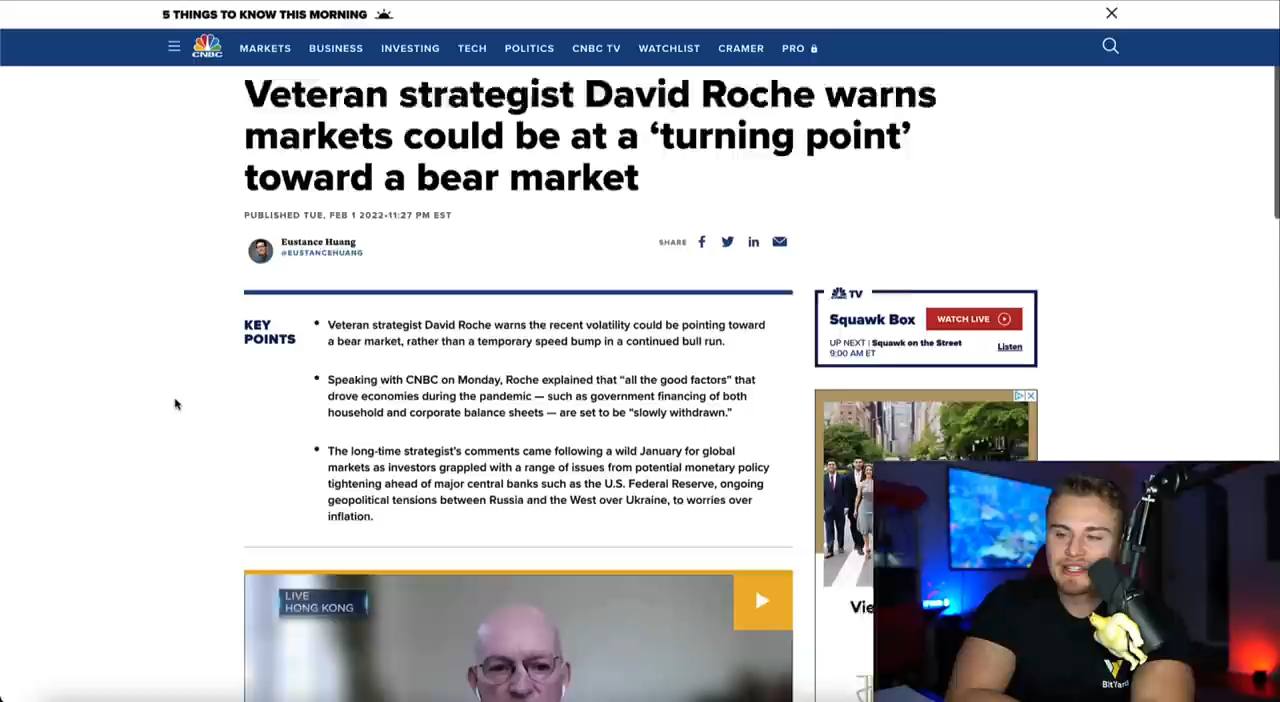 5 THINGS TO KNOW THIS MORNING
CNBC
MARKETS BUSINESS INVESTING TECH POLITICS CNBC TV WATCHLIST CRAMER PRO
Veteran strategist David Roche warns
markets could be at a ‘turning point’
toward a bear market
PUBLISHED TUE, FEB 1 2022•11:27 PM EST
Eustance Huang
@EUSTANCEHUANG
SHARE
KEY
POINTS
• Veteran strategist David Roche warns the recent volatility could be pointing toward
a bear market, rather than a temporary speed bump in a continued bull run.
• Speaking with CNBC on Monday, Roche explained that “all the good factors” that
drove economies during the pandemic — such as government financing of both
household and corporate balance sheets — are set to be “slowly withdrawn.”
• The long-time strategist’s comments came following a wild January for global
markets as investors grappled with a range of issues from potential monetary policy
tightening ahead of major central banks such as the U.S. Federal Reserve, ongoing
geopolitical tensions between Russia and the West over Ukraine, to worries over
inflation.
TV
Squawk Box
WATCH LIVE
UP NEXT | Squawk on the Street
9:00 AM ET
Listen
LIVE
HONG KONG
BitYard